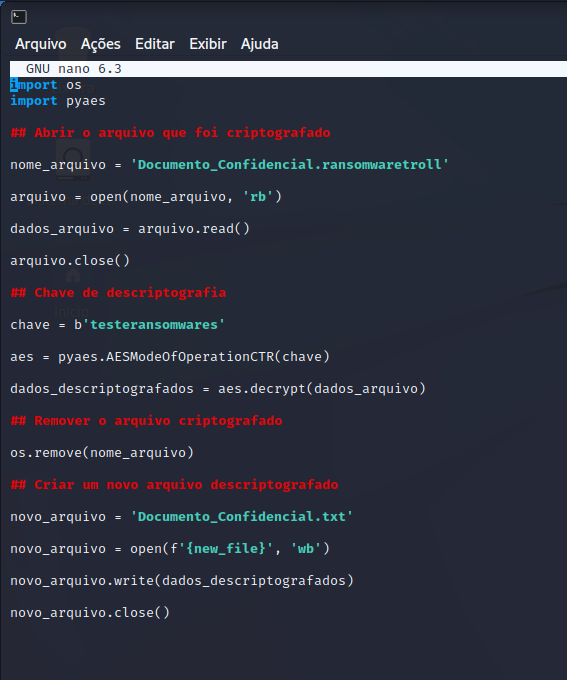 Arquivo Ações Editar Exibir Ajuda
GNU nano 6.3
import os
import pyaes
## Abrir o arquivo que foi criptografado
nome_arquivo = 'Documento_Confidencial.ransomwaretroll'
arquivo = open(nome_arquivo, 'rb')
dados_arquivo = arquivo.read()
arquivo.close()
## Chave de descriptografia
chave = b'testeransomwares'
aes = pyaes.AESModeOfOperationCTR(chave)
dados_descriptografados = aes.decrypt(dados_arquivo)
## Remover o arquivo criptografado
os.remove(nome_arquivo)
## Criar um novo arquivo descriptografado
novo_arquivo = 'Documento_Confidencial.txt'
novo_arquivo = open(f'{new_file}', 'wb')
novo_arquivo.write(dados_descriptografados)
novo_arquivo.close()